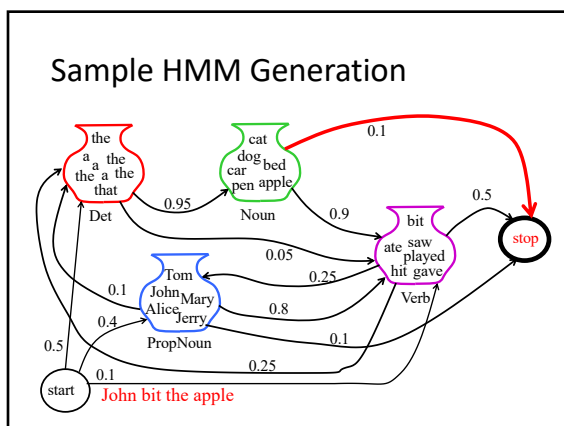 Sample HMM Generation
the
a a the
the a the
that
Det
0.95
cat
dog bed
car
pen apple
Noun
0.1
0.9
0.05
bit
ate saw
played
hit gave
Verb
0.5
stop
Tom
John Mary
Alice Jerry
PropNoun
0.25
0.8
0.1
0.1
0.4
0.5
0.25
0.1
start
John bit the apple